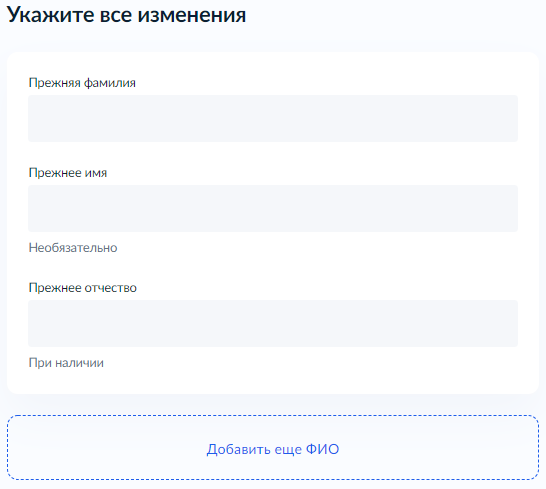 Укажите все изменения
Прежняя фамилия
Прежнее имя
Необязательно
Прежнее отчество
При наличии
Добавить еще ФИО